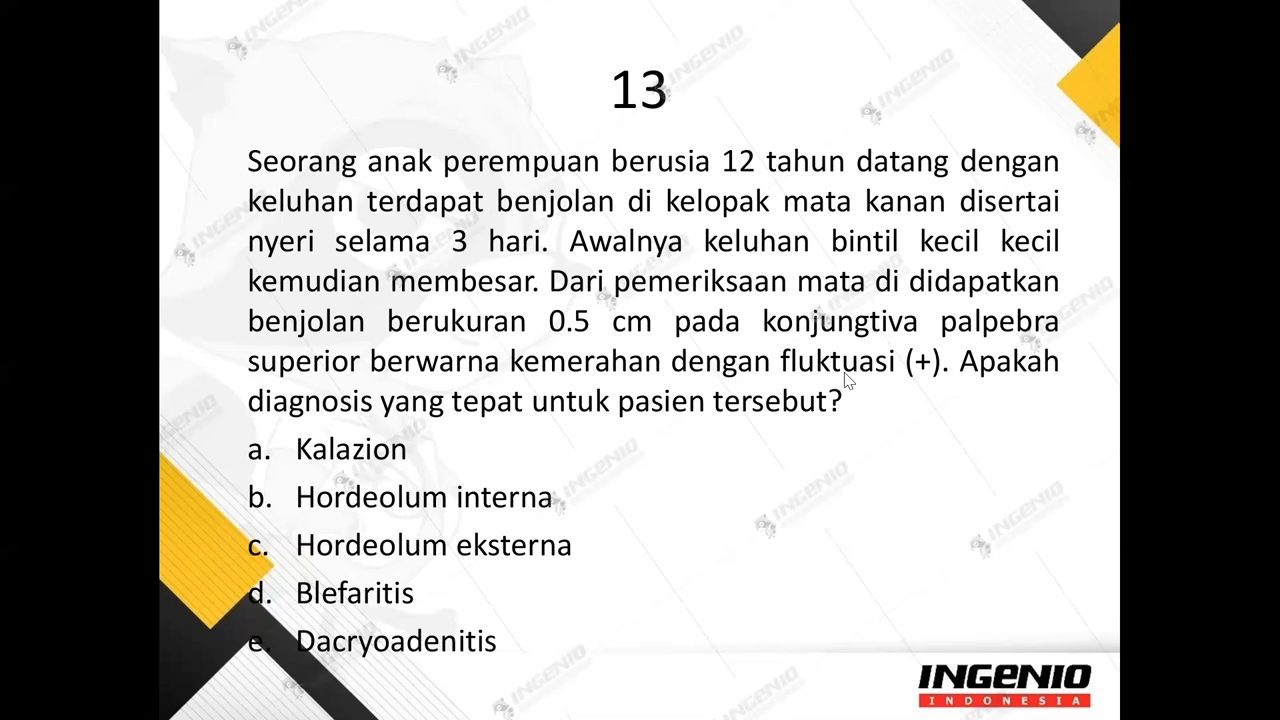 13
Seorang anak perempuan berusia 12 tahun datang dengan
keluhan terdapat benjolan di kelopak mata kanan disertai
nyeri selama 3 hari. Awalnya keluhan bintil kecil kecil
kemudian membesar. Dari pemeriksaan mata di didapatkan
benjolan berukuran 0.5 cm pada konjungtiva palpebra
superior berwarna kemerahan dengan fluktuasi (+). Apakah
diagnosis yang tepat untuk pasien tersebut?
a. Kalazion
b. Hordeolum interna
c. Hordeolum eksterna
d. Blefaritis
e. Dacryoadenitis
INGENIO
INDONESIA